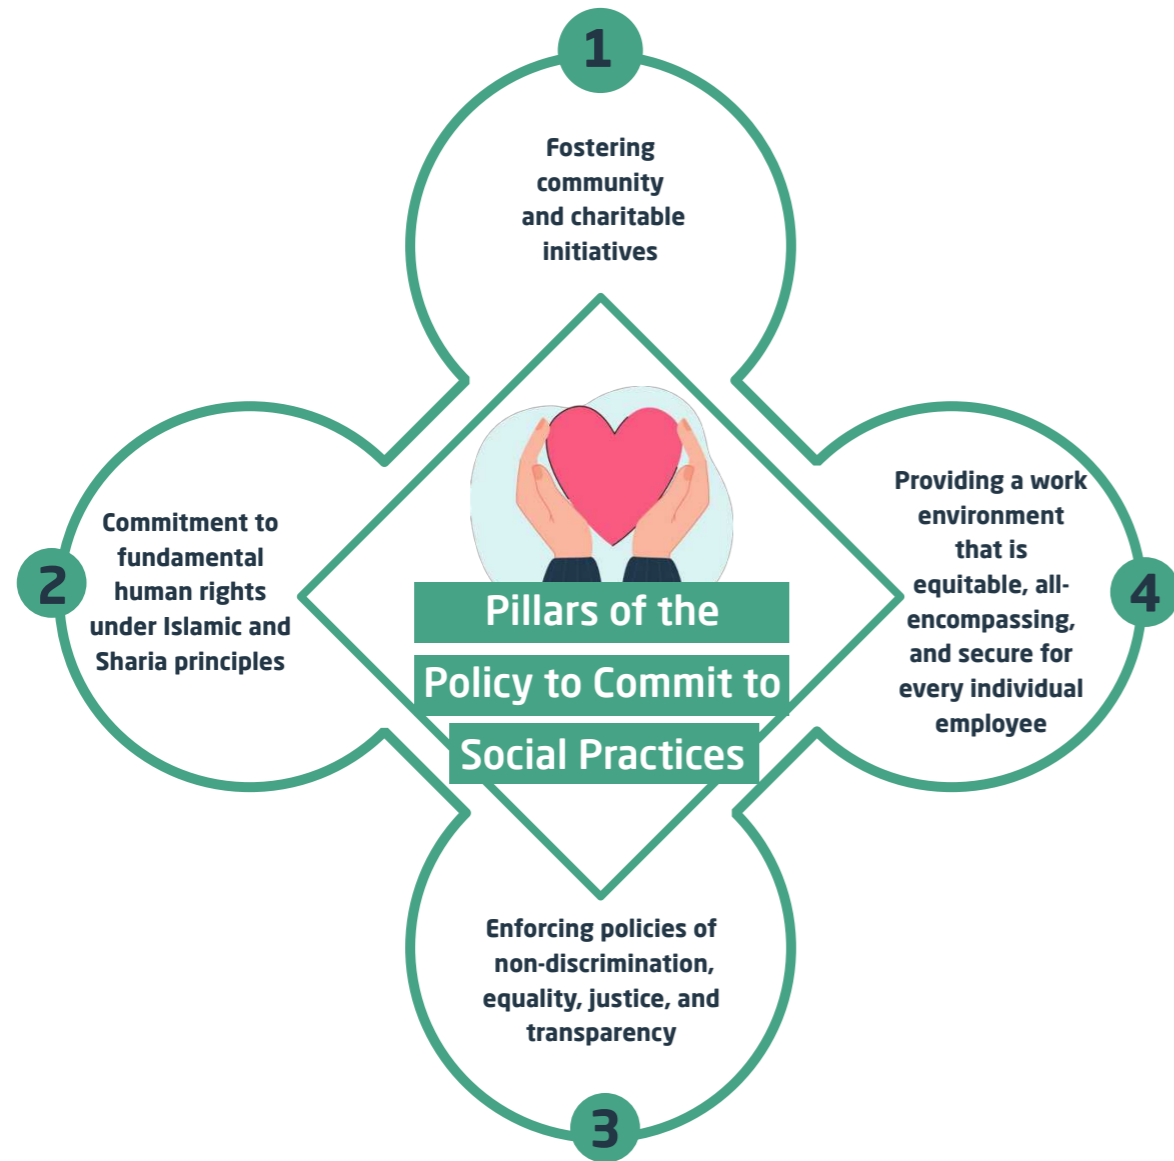 1
Fostering
community
and charitable
initiatives
2
Commitment to
fundamental
human rights
under Islamic and
Sharia principles
Pillars of the
Policy to Commit to
Social Practices
Providing a work
environment
that is
equitable, all-
encompassing,
and secure for
every individual
employee
4
Enforcing policies of
non-discrimination,
equality, justice, and
transparency
3